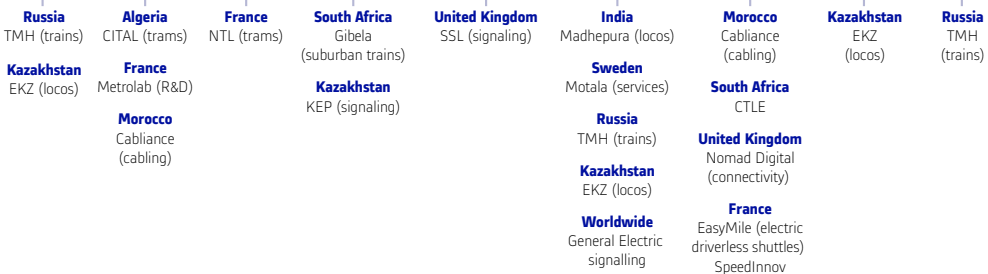 Russia
TMH (trains)
Kazakhstan
EKZ (locos)
Algeria
CITAL (trams)
France
Metrolab (R&D)
Morocco
Cabliance
(cabling)
France
NTL (trams)
South Africa
Gibela
(suburban trains)
Kazakhstan
KEP (signaling)
United Kingdom
SSL (signaling)
India
Madhepura (locos)
Sweden
Motala (services)
Russia
TMH (trains)
Kazakhstan
EKZ (locos)
Worldwide
General Electric
signalling
Morocco
Cabliance
(cabling)
South Africa
CTLE
United Kingdom
Nomad Digital
(connectivity)
France
EasyMile (electric
driverless shuttles)
SpeedInnov
Kazakhstan
EKZ
(locos)
Russia
TMH
(trains)